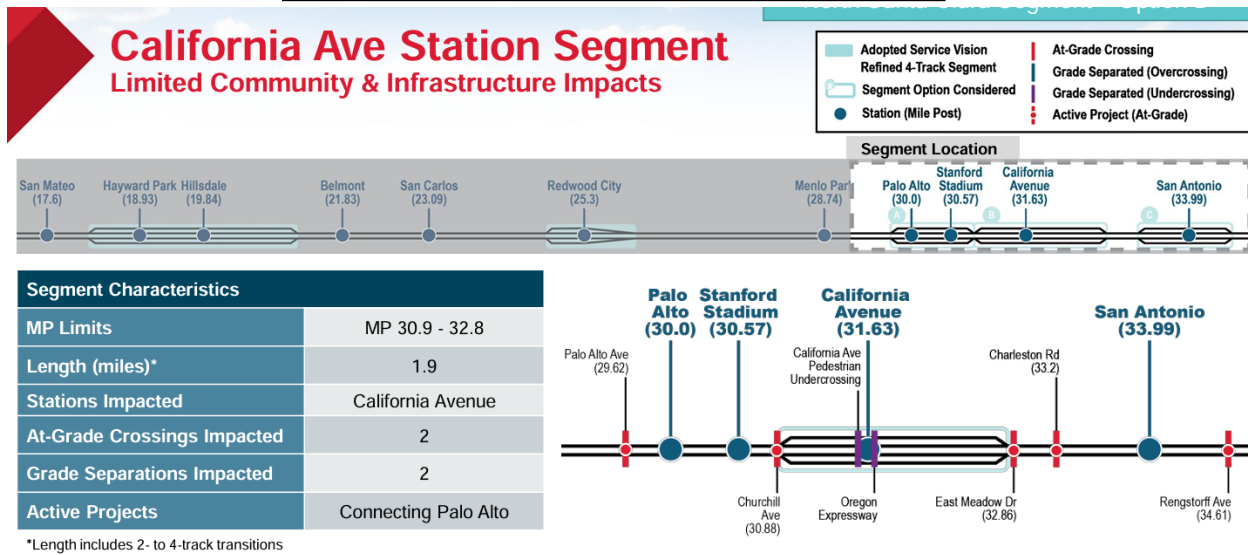 California Ave Station Segment
Limited Community & Infrastructure Impacts
Adopted Service Vision
Refined 4-Track Segment
Segment Option Considered
Station (Mile Post)
At-Grade Crossing
Grade Separated (Overcrossing)
Grade Separated (Undercrossing)
Active Project (At-Grade)
Segment Location
San Mateo
(17.6)
Hayward Park
(18.93)
Hillsdale
(19.84)
Belmont
(21.83)
San Carlos
(23.09)
Redwood City
(25.3)
Menlo Par
(28.74)
Palo Alto
(30.0)
Stanford
Stadium
(30.57)
California
Avenue
(31.63)
San Antonio
(33.99)
A
B
C
Segment Characteristics
MP Limits MP 30.9 - 32.8
Length (miles)* 1.9
Stations Impacted California Avenue
At-Grade Crossings Impacted 2
Grade Separations Impacted 2
Active Projects Connecting Palo Alto
*Length includes 2- to 4-track transitions
Palo
Alto
(30.0)
Stanford
Stadium
(30.57)
California
Avenue
(31.63)
San Antonio
(33.99)
Palo Alto Ave
(29.62)
California Ave
Pedestrian
Undercrossing
Charleston Rd
(33.2)
Churchill
Ave
(30.88)
Oregon
Expressway
East Meadow Dr
(32.86)
Rengstorff Ave
(34.61)